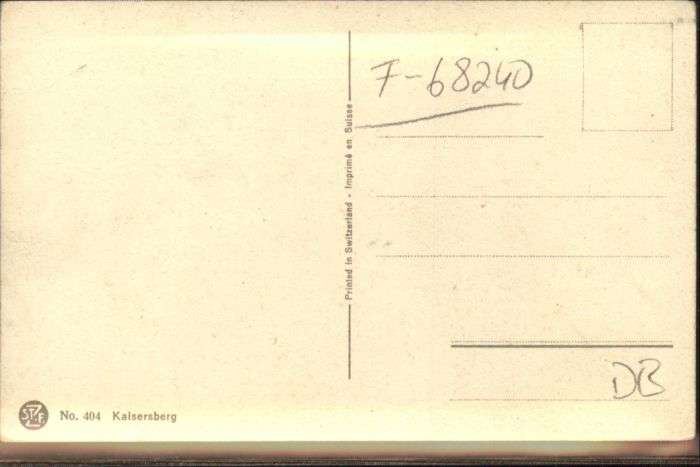 F-68240
Printed in Switzerland - Imprimé en Suisse
DB
No. 404 Kaisersberg